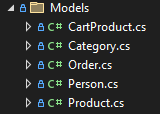 Models
C# CartProduct.cs
C# Category.cs
C# Order.cs
C# Person.cs
C# Product.cs